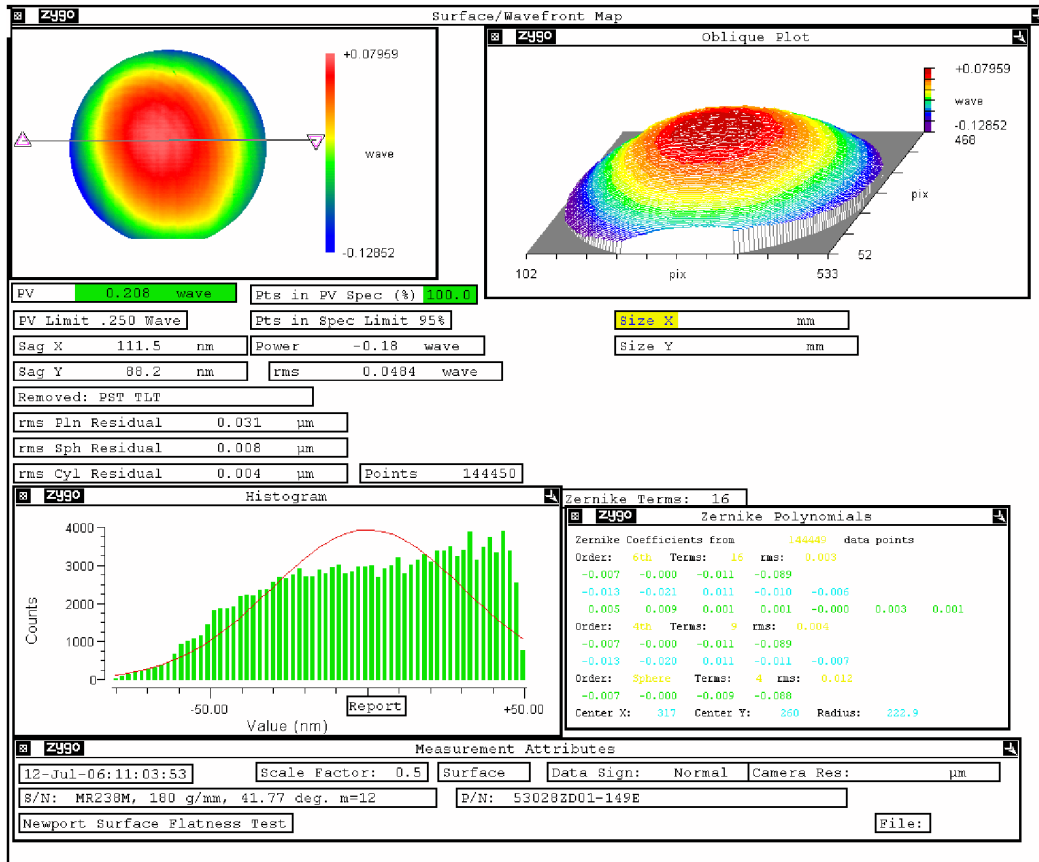 zygo Surface/Wavefront Map
+0.07959
wave
-0.12852
zygo Oblique Plot
+0.07959
wave
-0.12852
468
pix
52
102 pix 533
PV 0.208 wave
Pts in PV Spec (%) 100.0
PV Limit .250 Wave
Pts in Spec Limit 95%
Size X mm
Sag X 111.5 nm
Power -0.18 wave
Size Y mm
Sag Y 88.2 nm
rms 0.0484 wave
Removed: PST TLT
rms Pln Residual 0.031 µm
rms Sph Residual 0.008 µm
rms Cyl Residual 0.004 µm
Points 144450
zygo Histogram
4000
3000
2000
1000
0
Counts
-50.00
Report
+50.00
Value (nm)
Zernike Terms: 16
zygo Zernike Polynomials
Zernike Coefficients from 144449 data points
Order: 6th Terms: 16 rms: 0.003
-0.007 -0.000 -0.011 -0.089
-0.013 -0.021 0.011 -0.010 -0.006
0.005 0.009 0.001 0.001 -0.000 0.003 0.001
Order: 4th Terms: 9 rms: 0.004
-0.007 -0.000 -0.011 -0.089
-0.013 -0.020 0.011 -0.011 -0.007
Order: Sphere Terms: 4 rms: 0.012
-0.007 -0.000 -0.009 -0.088
Center X: 317 Center Y: 260 Radius: 222.9
zygo Measurement Attributes
12-Jul-06:11:03:53
Scale Factor: 0.5
Surface
Data Sign: Normal
Camera Res: µm
S/N: MR238M, 180 g/mm, 41.77 deg. m=12
P/N: 53028ZD01-149E
Newport Surface Flatness Test
File: